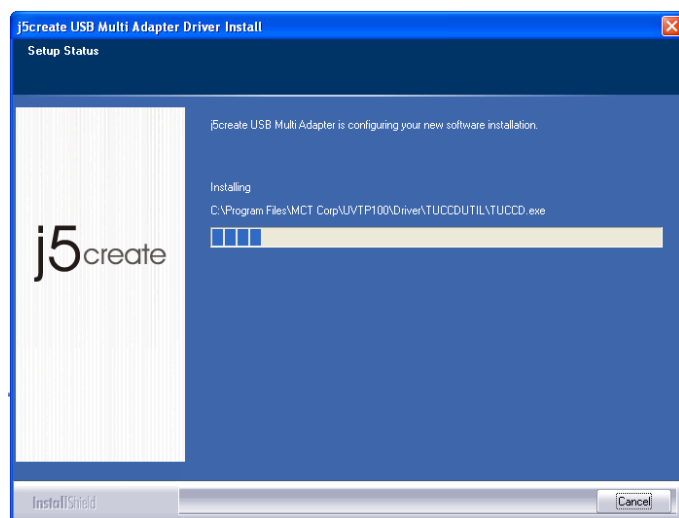 j5create USB Multi Adapter Driver Install
Setup Status
j5create USB Multi Adapter is configuring your new software installation.
Installing
C:\Program Files\MCT Corp\UVTP100\Driver\TUCCDUTIL\TUCCD.exe
j5create
InstallShield
Cancel